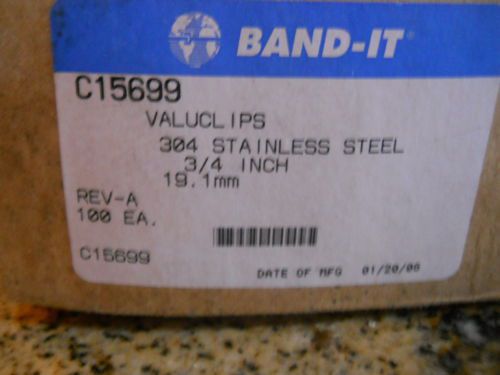 BAND-IT
C15699
VALUCLIPS
304 STAINLESS STEEL
3/4 INCH
19.1mm
REV-A
100 EA.
C15699
DATE OF MFG 01/20/06